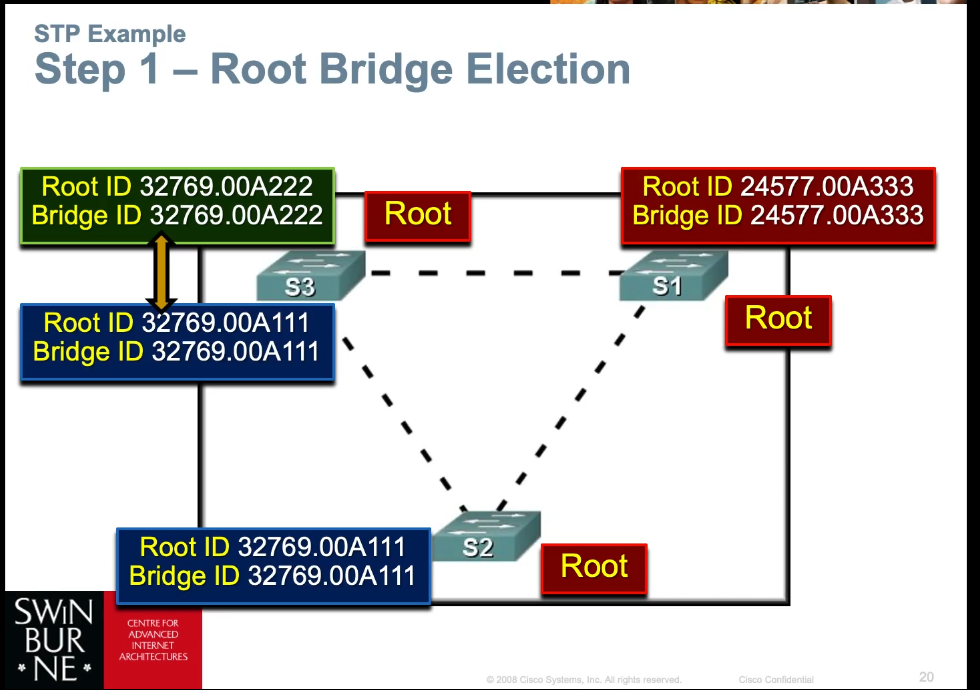 STP Example
Step 1 – Root Bridge Election
Root ID 32769.00A222
Bridge ID 32769.00A222
Root
Root ID 24577.00A333
Bridge ID 24577.00A333
S3
S1
Root ID 32769.00A111
Bridge ID 32769.00A111
Root
Root ID 32769.00A111
Bridge ID 32769.00A111
S2
Root
SWiN
BUR
* NE *
CENTRE FOR
ADVANCED
INTERNET
ARCHITECTURES
© 2008 Cisco Systems, Inc. All rights reserved.
Cisco Confidential
20